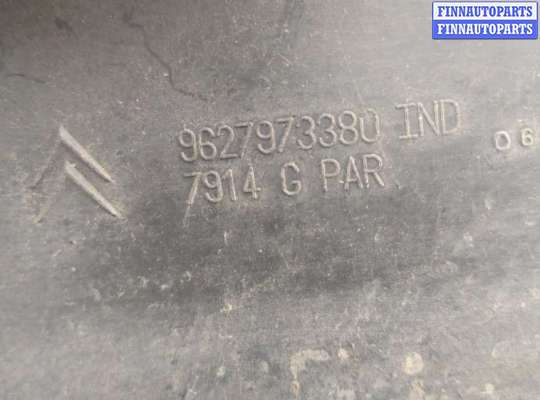 FINNAUTOPARTS
FINNAUTOPARTS
9627973380 IND
06
7914 G PAR